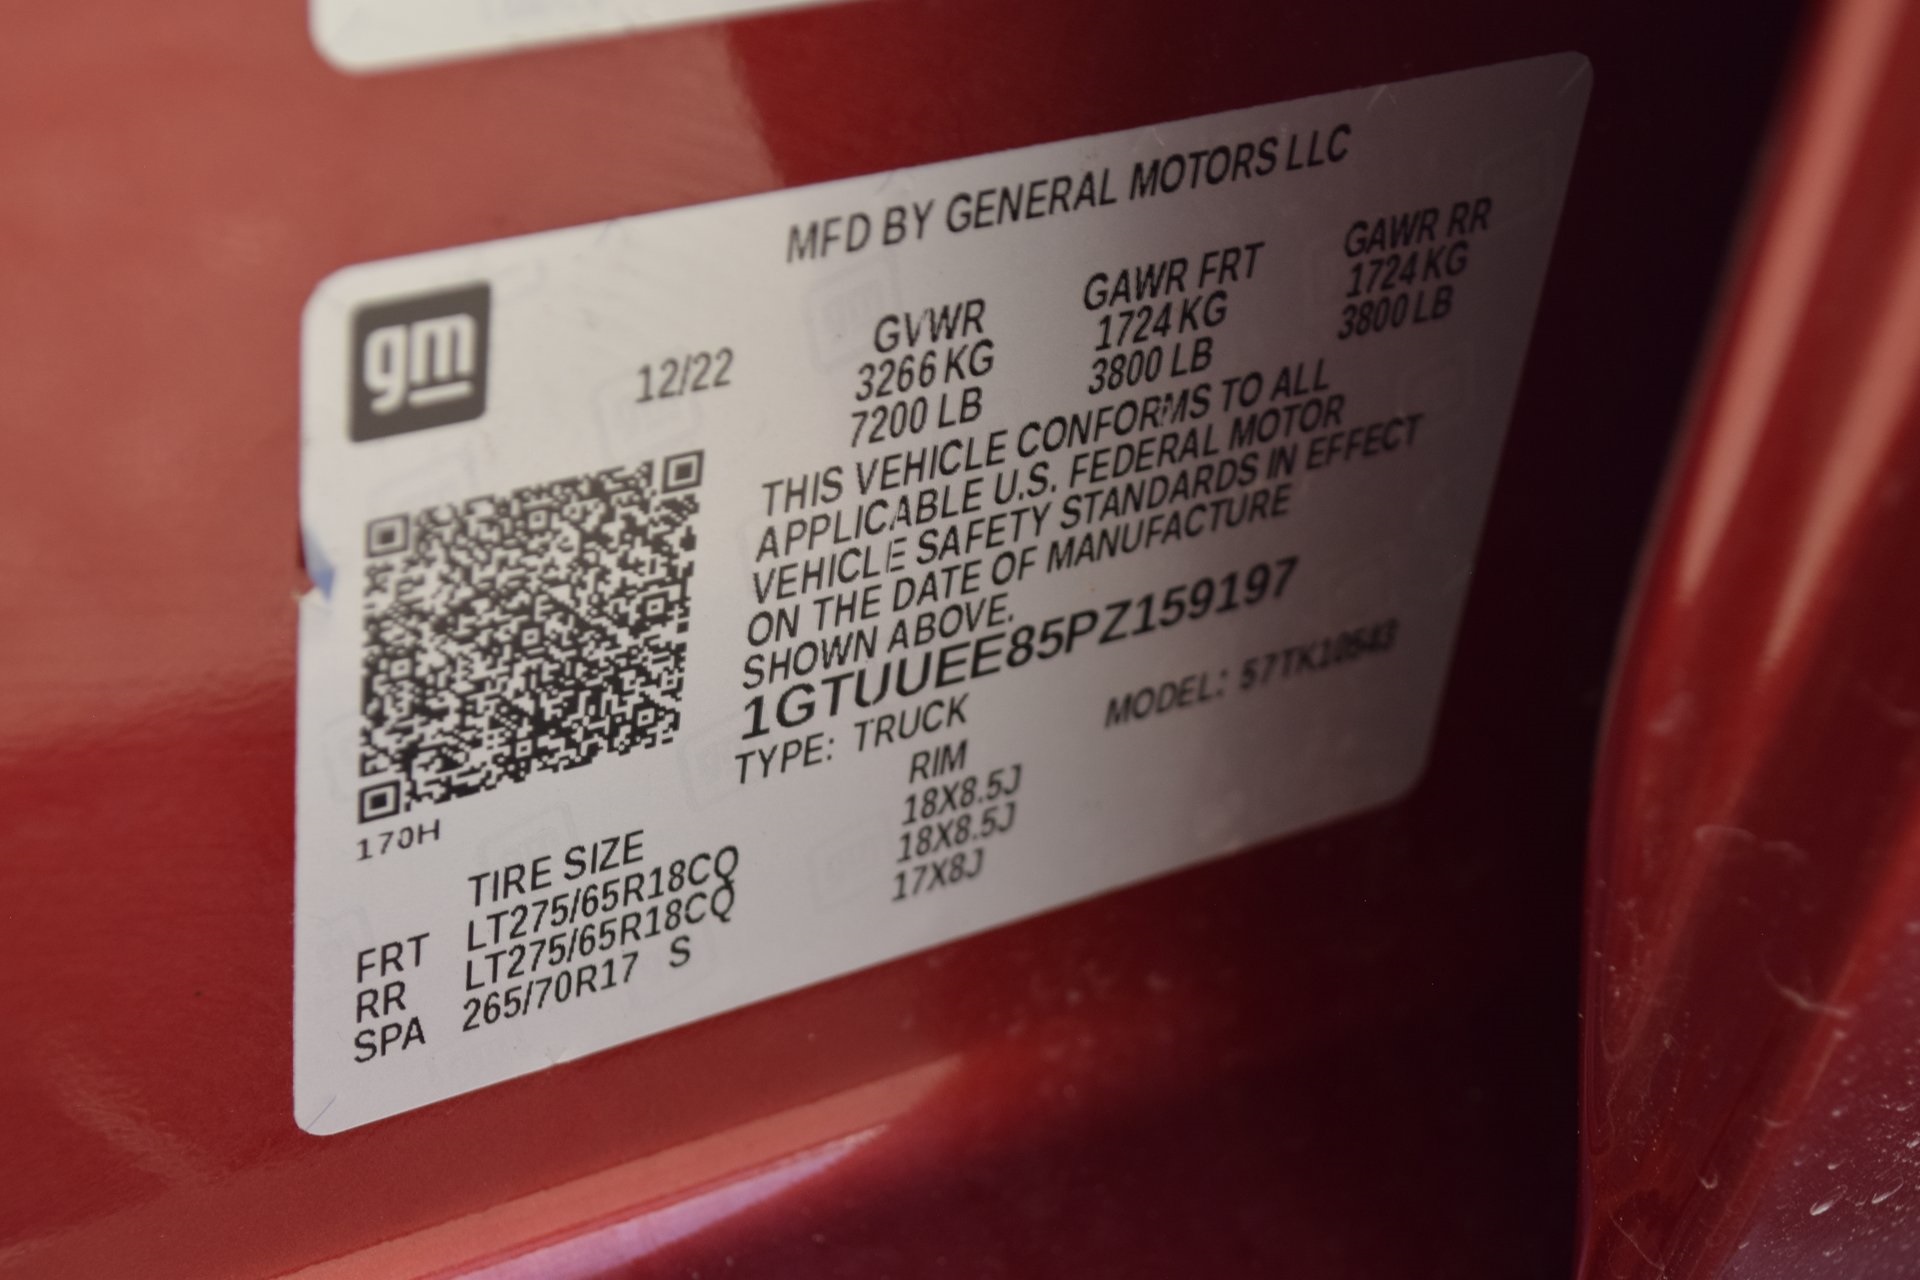 MFD BY GENERAL MOTORS LLC
gm
12/22
GVWR
3266 KG
7200 LB
GAWR FRT
1724 KG
3800 LB
GAWR RR
1724 KG
3800 LB
THIS VEHICLE CONFORMS TO ALL
APPLICABLE U.S. FEDERAL MOTOR
VEHICLE SAFETY STANDARDS IN EFFECT
ON THE DATE OF MANUFACTURE
SHOWN ABOVE.
1GTUUEE85PZ159197
TYPE: TRUCK MODEL: 57TK10543
170H
TIRE SIZE RIM
FRT LT275/65R18CQ 18X8.5J
RR LT275/65R18CQ 18X8.5J
SPA 265/70R17 S 17X8J